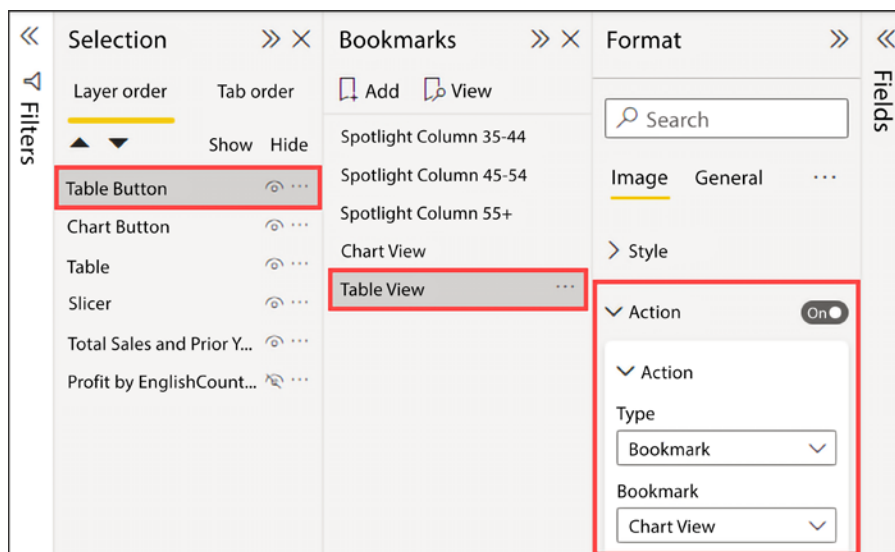 Filters
Selection
Layer order Tab order
Show Hide
Table Button
Chart Button
Table
Slicer
Total Sales and Prior Y...
Profit by EnglishCount...
Bookmarks
Add View
Spotlight Column 35-44
Spotlight Column 45-54
Spotlight Column 55+
Chart View
Table View
Format
Search
Image General
Style
Action On
Action
Type
Bookmark
Bookmark
Chart View
Fields